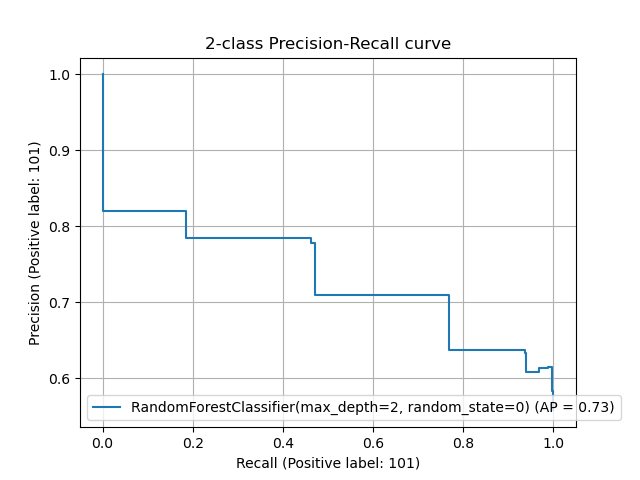 2-class Precision-Recall curve
1.0
0.9
0.8
0.7
0.6
Precision (Positive label: 101)
RandomForestClassifier(max_depth=2, random_state=0) (AP = 0.73)
0.0 0.2 0.4 0.6 0.8 1.0
Recall (Positive label: 101)